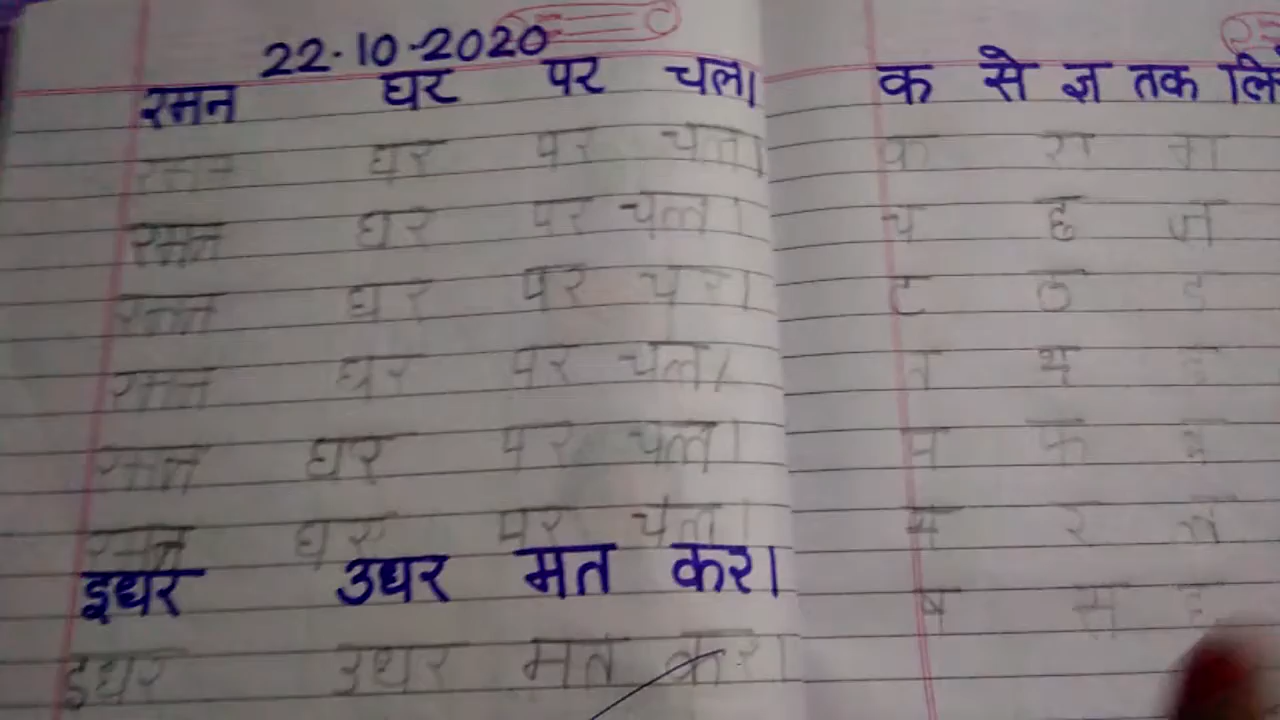 22.10.2020
रमन घर पर चल।
रमन घर पर चल।
रमन घर पर चल।
रमन घर पर चल।
रमन घर पर चल।
रमन घर पर चल।
रमन घर पर चल।
इधर उधर मत कर।
इधर उधर मत कर।
क से ज्ञ तक लि
क ख ग
च छ ज
ट ठ ड
त थ द
प फ ब
म र ल
ष स ह